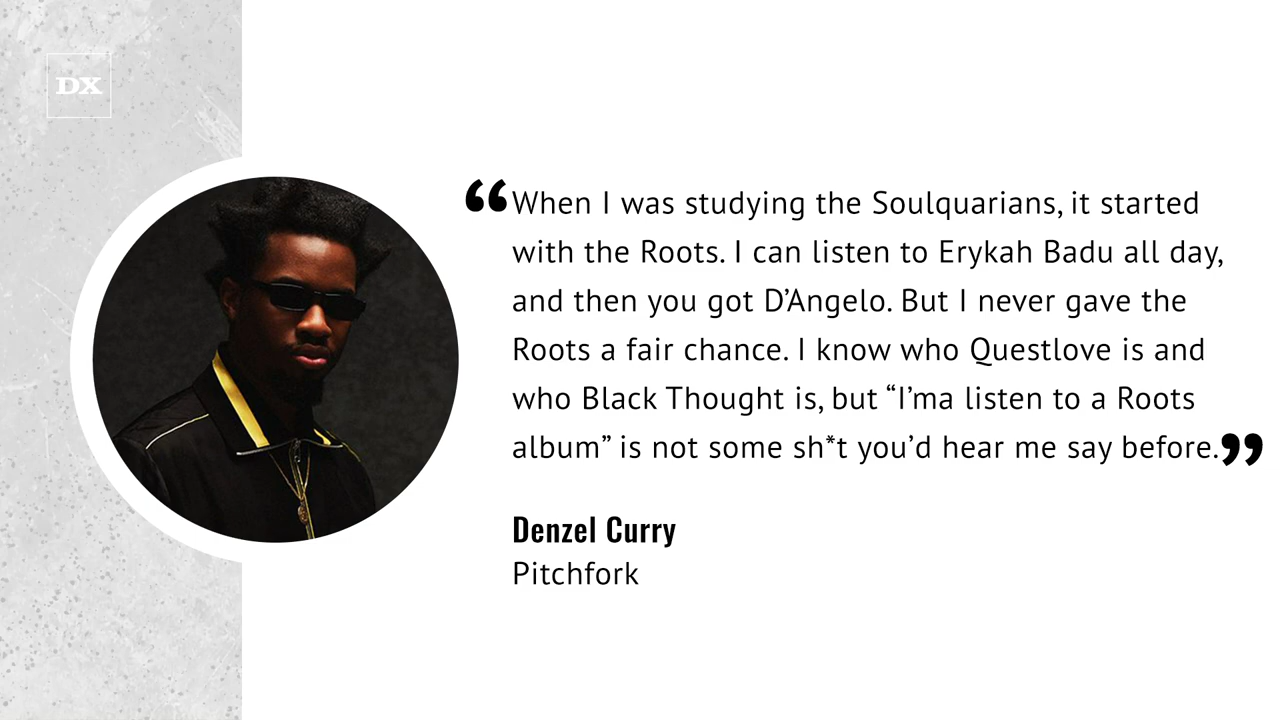 DX
“When I was studying the Soulquarians, it started
with the Roots. I can listen to Erykah Badu all day,
and then you got D’Angelo. But I never gave the
Roots a fair chance. I know who Questlove is and
who Black Thought is, but “I’ma listen to a Roots
album” is not some sh*t you’d hear me say before.”
Denzel Curry
Pitchfork